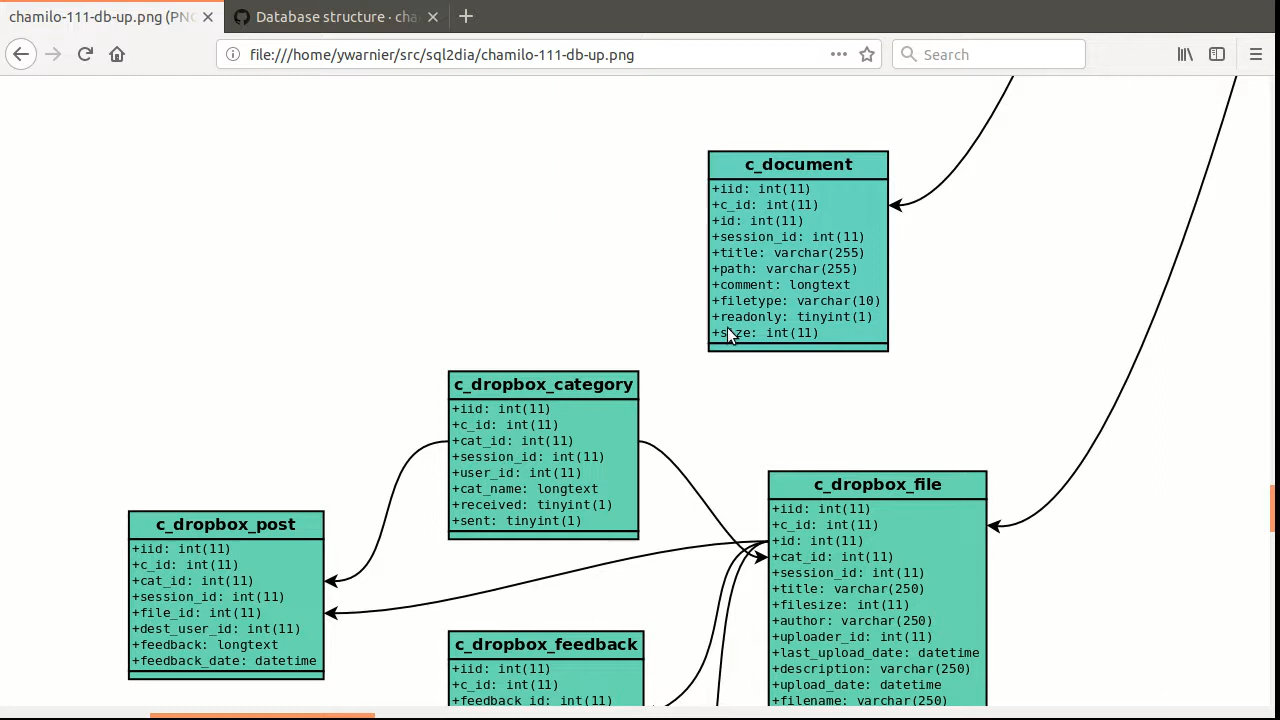 chamilo-111-db-up.png (PN
Database structure · cha
file:///home/ywarnier/src/sql2dia/chamilo-111-db-up.png
Search
c_document
+iid: int(11)
+c_id: int(11)
+id: int(11)
+session_id: int(11)
+title: varchar(255)
+path: varchar(255)
+comment: longtext
+filetype: varchar(10)
+readonly: tinyint(1)
+size: int(11)
c_dropbox_category
+iid: int(11)
+c_id: int(11)
+cat_id: int(11)
+session_id: int(11)
+user_id: int(11)
+cat_name: longtext
+received: tinyint(1)
+sent: tinyint(1)
c_dropbox_file
+iid: int(11)
+c_id: int(11)
+id: int(11)
+cat_id: int(11)
+session_id: int(11)
+title: varchar(250)
+filesize: int(11)
+author: varchar(250)
+uploader_id: int(11)
+last_upload_date: datetime
+description: varchar(250)
+upload_date: datetime
+filename: varchar(250)
c_dropbox_post
+iid: int(11)
+c_id: int(11)
+cat_id: int(11)
+session_id: int(11)
+file_id: int(11)
+dest_user_id: int(11)
+feedback: longtext
+feedback_date: datetime
c_dropbox_feedback
+iid: int(11)
+c_id: int(11)
+feedback_id: int(11)